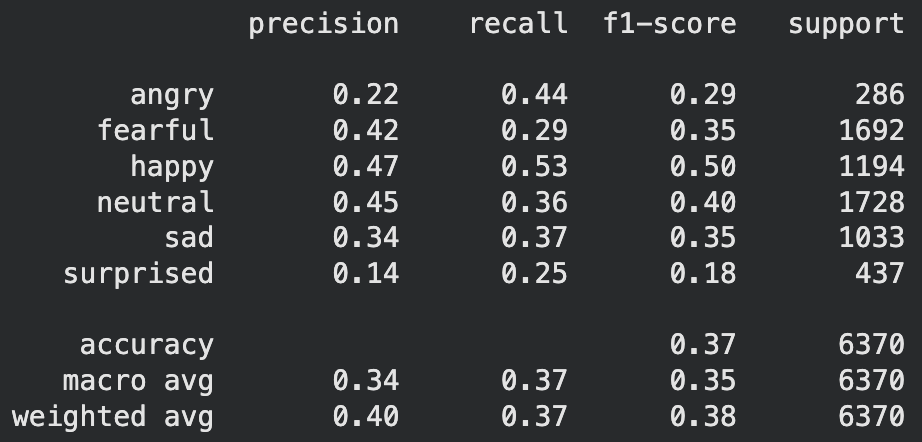 precision recall f1-score support
angry 0.22 0.44 0.29 286
fearful 0.42 0.29 0.35 1692
happy 0.47 0.53 0.50 1194
neutral 0.45 0.36 0.40 1728
sad 0.34 0.37 0.35 1033
surprised 0.14 0.25 0.18 437
accuracy 0.37 6370
macro avg 0.34 0.37 0.35 6370
weighted avg 0.40 0.37 0.38 6370